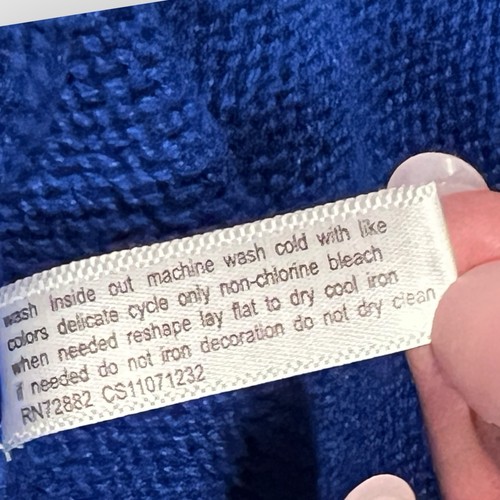 wash inside out machine wash cold with like
colors delicate cycle only non-chlorine bleach
when needed reshape lay flat to dry cool iron
if needed do not iron decoration do not dry clean
RN72882 CS11071232